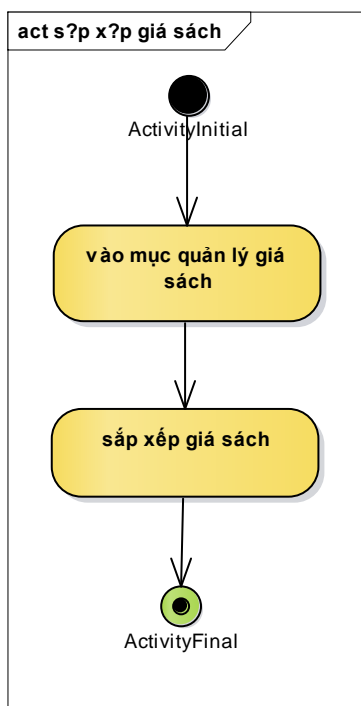 act s?p x?p giá sách
ActivityInitial
vào mục quản lý giá
sách
sắp xếp giá sách
ActivityFinal